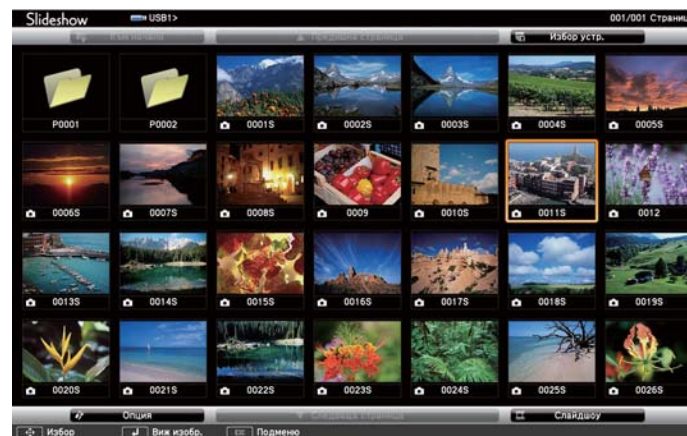 Slideshow USB1> 001/001 Страниц
Към начало Предишна страница Избор устр.
P0001 P0002 0001S 0002S 0003S 0004S 0005S
0006S 0007S 0008S 0009 0010S 0011S 0012
0013S 0014S 0015S 0016S 0017S 0018S 0019S
0020S 0021S 0022S 0023S 0024S 0025S 0026S
Опция Следваща страница Слайдшоу
Избор Виж изобр. Esc Подменю